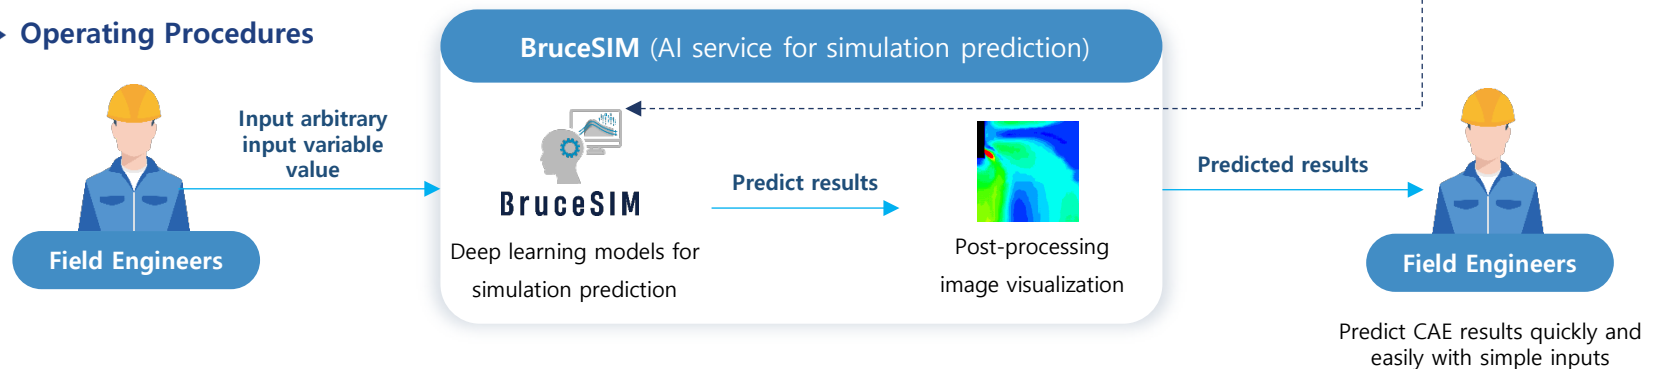 Operating Procedures
BruceSIM (AI service for simulation prediction)
Input arbitrary
input variable
value
Field Engineers
BruceSIM
Deep learning models for
simulation prediction
Predict results
Post-processing
image visualization
Predicted results
Field Engineers
Predict CAE results quickly and
easily with simple inputs